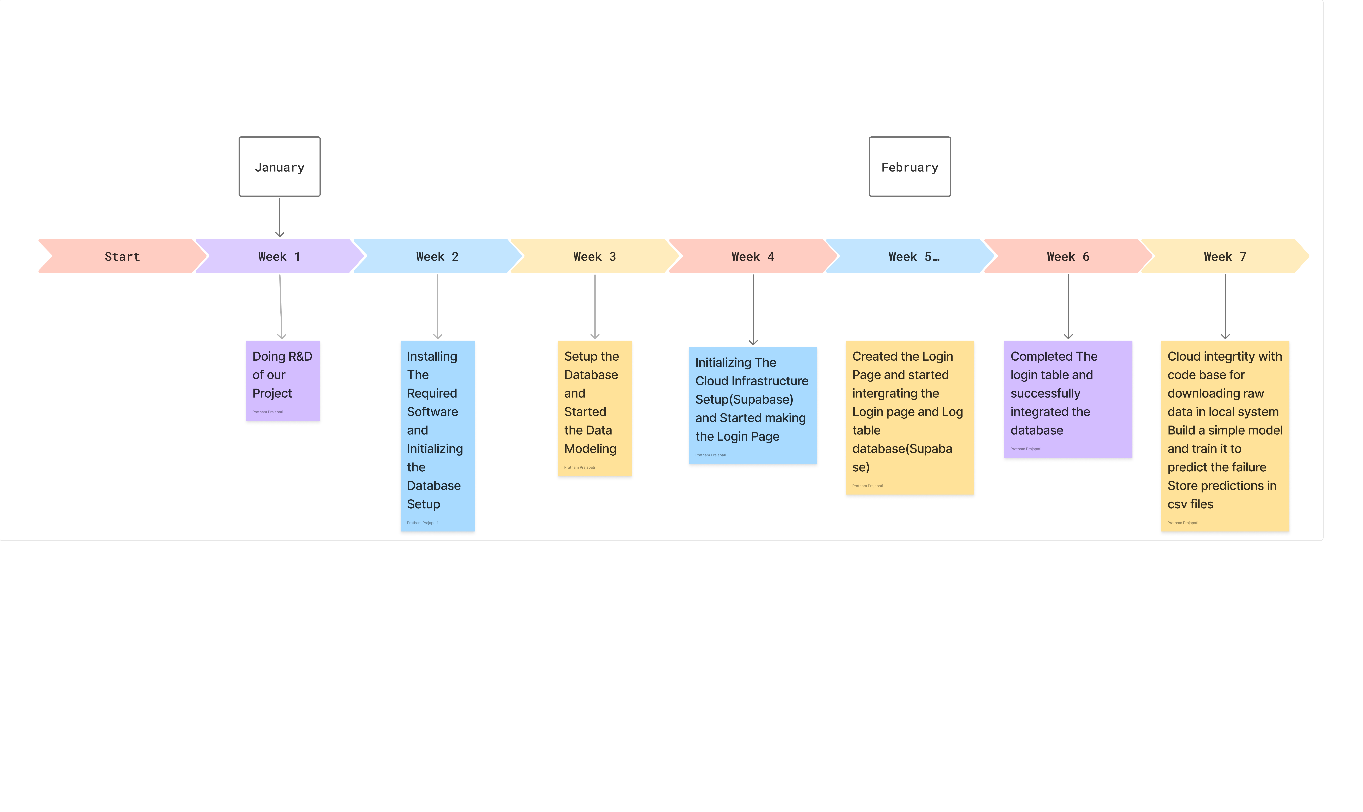 January
February
Start
Week 1
Week 2
Week 3
Week 4
Week 5…
Week 6
Week 7
Doing R&D
of our
Project
Installing
The
Required
Software
and
Initializing
the
Database
Setup
Setup the
Database
and
Started
the Data
Modeling
Initializing The
Cloud Infrastructure
Setup(Supabase)
and Started making
the Login Page
Created the Login
Page and started
intergrating the
Login page and Log
table
database(Supaba
se)
Completed The
login table and
successfully
integrated the
database
Cloud integrtity with
code base for
downloading raw
data in local system
Build a simple model
and train it to
predict the failure
Store predictions in
csv files